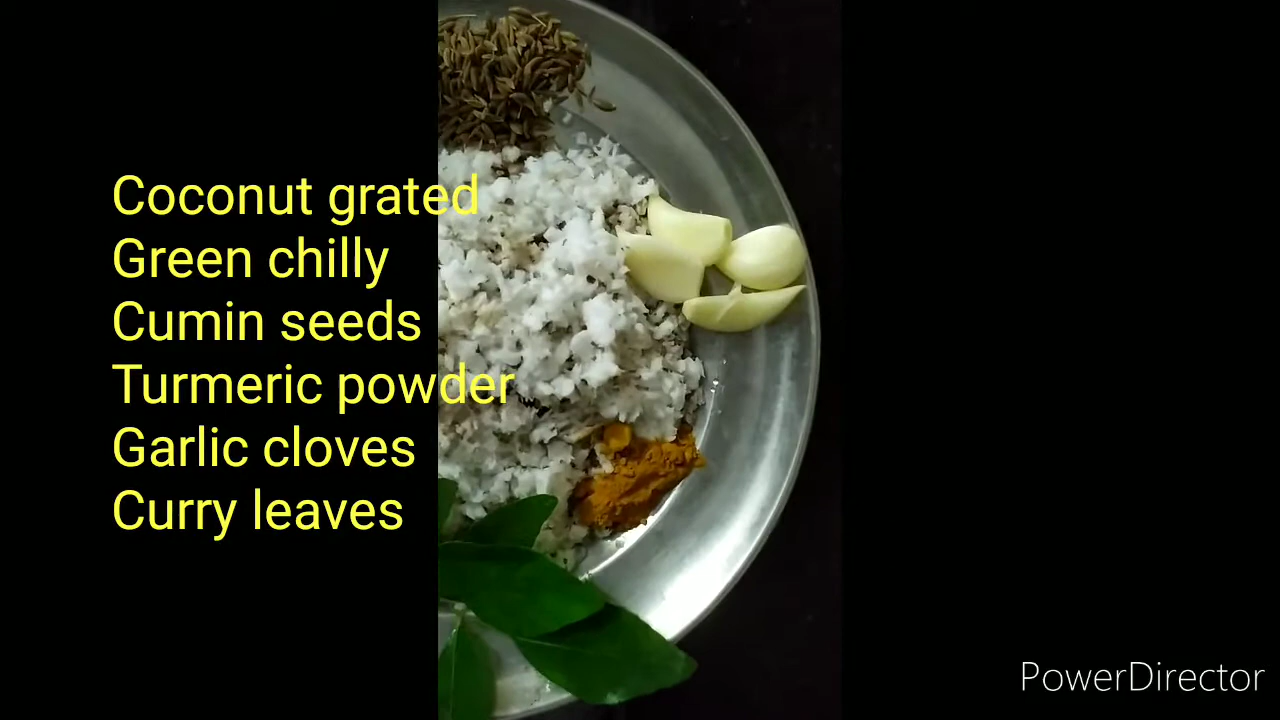 Coconut grated
Green chilly
Cumin seeds
Turmeric powder
Garlic cloves
Curry leaves
PowerDirector